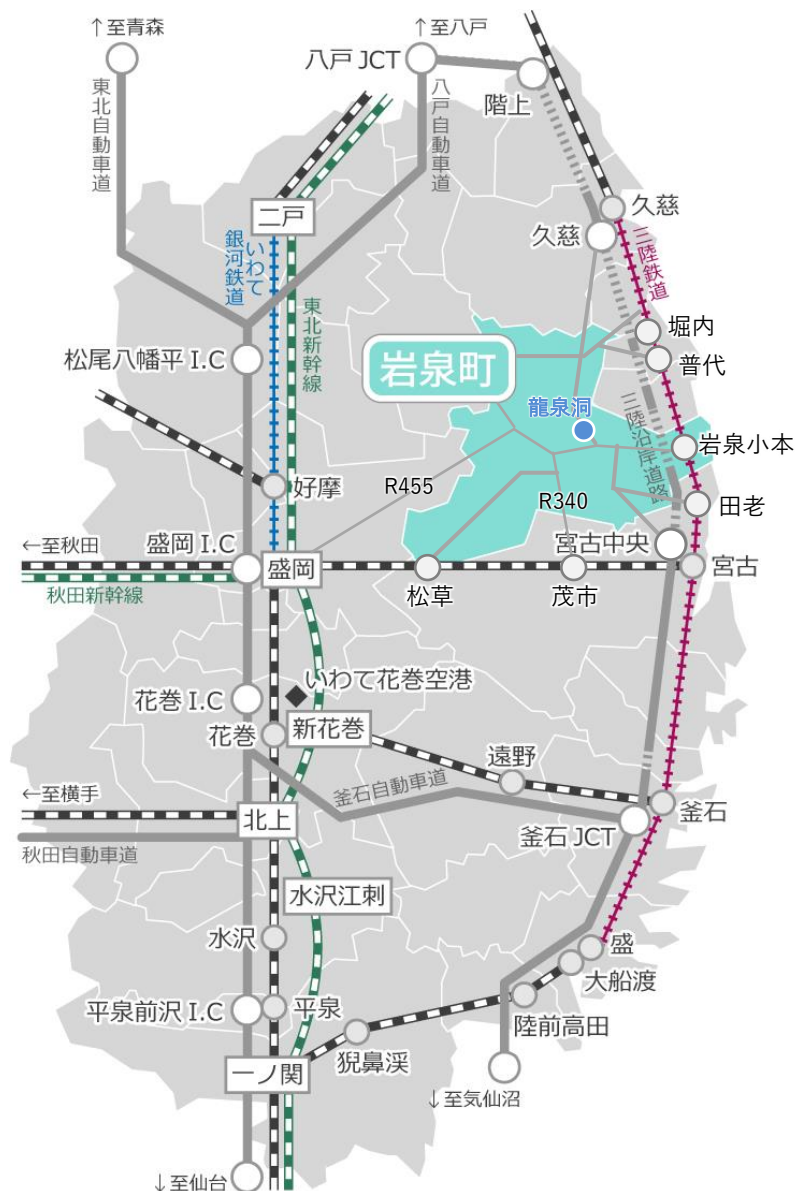 ↑至青森
↑至八戸
八戸JCT
階上
東北自動車道
八戸自動車道
二戸
久慈
久慈
いわて
銀河鉄道
三陸鉄道
東北新幹線
堀内
松尾八幡平 I.C
岩泉町
普代
龍泉洞
三陸沿岸道路
岩泉小本
好摩
R455
R340
田老
←至秋田
盛岡 I.C
盛岡
宮古中央
宮古
秋田新幹線
松草
茂市
いわて花巻空港
花巻 I.C
花巻
新花巻
遠野
←至横手
釜石自動車道
釜石
北上
釜石 JCT
秋田自動車道
水沢江刺
水沢
盛
大船渡
平泉前沢 I.C
平泉
陸前高田
猊鼻渓
一ノ関
↓至気仙沼
↓至仙台